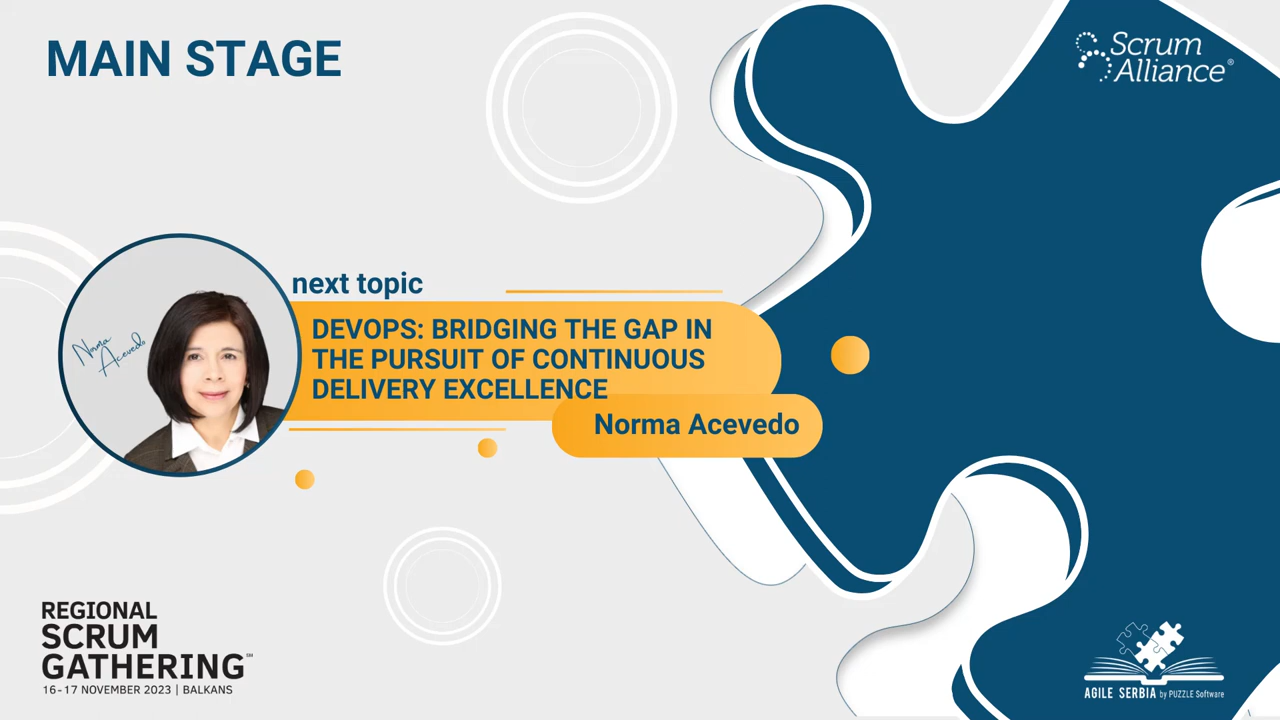 MAIN STAGE
Scrum
Alliance®
next topic
DEVOPS: BRIDGING THE GAP IN
THE PURSUIT OF CONTINUOUS
DELIVERY EXCELLENCE
Norma Acevedo
Norma
Acevedo
REGIONAL
SCRUM
GATHERING℠
16-17 NOVEMBER 2023 | BALKANS
AGILE SERBIA by PUZZLE Software